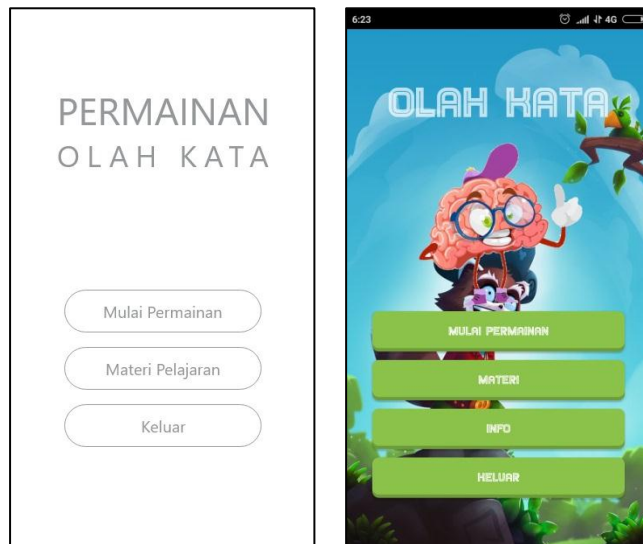 PERMAINAN
OLAH KATA
Mulai Permainan
Materi Pelajaran
Keluar
6:23
4G
OLAH KATA
MULAI PERMAINAN
MATERI
INFO
KELUAR